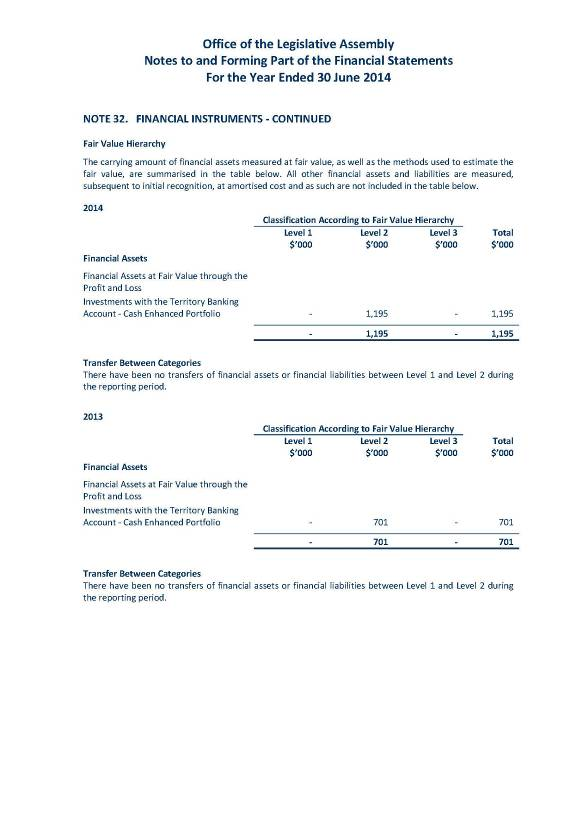 Office of the Legislative Assembly
Notes to and Forming Part of the Financial Statements
For the Year Ended 30 June 2014
NOTE 32. FINANCIAL INSTRUMENTS - CONTINUED
Fair Value Hierarchy
The carrying amount of financial assets measured at fair value, as well as the methods used to estimate the
fair value, are summarised in the table below. All other financial assets and liabilities are measured,
subsequent to initial recognition, at amortised cost and as such are not included in the table below.
2014
Classification According to Fair Value Hierarchy
Level 1 Level 2 Level 3 Total
$'000 $'000 $'000 $'000
Financial Assets
Financial Assets at Fair Value through the
Profit and Loss
Investments with the Territory Banking
Account - Cash Enhanced Portfolio - 1,195 - 1,195
- 1,195 - 1,195
Transfer Between Categories
There have been no transfers of financial assets or financial liabilities between Level 1 and Level 2 during
the reporting period.
2013
Classification According to Fair Value Hierarchy
Level 1 Level 2 Level 3 Total
$'000 $'000 $'000 $'000
Financial Assets
Financial Assets at Fair Value through the
Profit and Loss
Investments with the Territory Banking
Account - Cash Enhanced Portfolio - 701 - 701
- 701 - 701
Transfer Between Categories
There have been no transfers of financial assets or financial liabilities between Level 1 and Level 2 during
the reporting period.